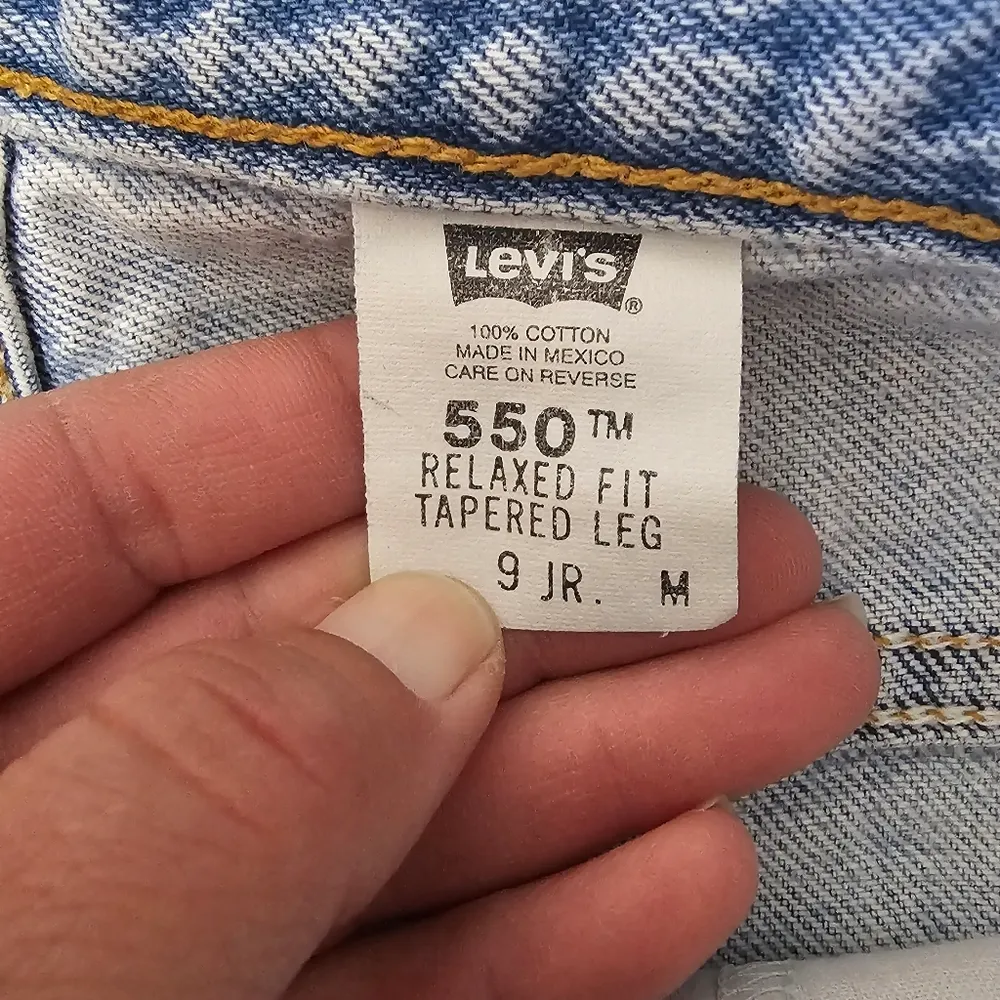 Levi's ®
100% COTTON
MADE IN MEXICO
CARE ON REVERSE
550™
RELAXED FIT
TAPERED LEG
9 JR. M